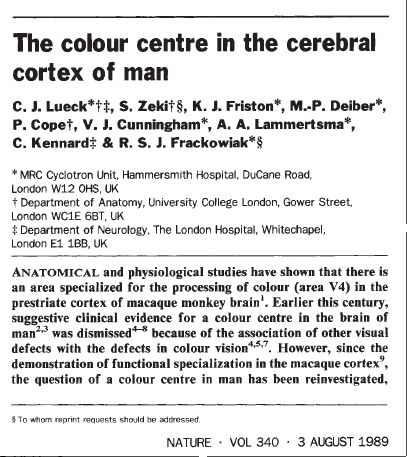 The colour centre in the cerebral
cortex of man
C. J. Lueck*†‡, S. Zeki†§, K. J. Friston*, M.-P. Deiber*,
P. Cope†, V. J. Cunningham*, A. A. Lammertsma*,
C. Kennard‡ & R. S. J. Frackowiak*§
* MRC Cyclotron Unit, Hammersmith Hospital, DuCane Road,
London W12 OHS, UK
† Department of Anatomy, University College London, Gower Street,
London WC1E 6BT, UK
‡ Department of Neurology, The London Hospital, Whitechapel,
London E1 1BB, UK
ANATOMICAL and physiological studies have shown that there is
an area specialized for the processing of colour (area V4) in the
prestriate cortex of macaque monkey brain¹. Earlier this century,
suggestive clinical evidence for a colour centre in the brain of
man²,³ was dismissed⁴⁻⁸ because of the association of other visual
defects with the defects in colour vision⁴,⁵,⁷. However, since the
demonstration of functional specialization in the macaque cortex⁹,
the question of a colour centre in man has been reinvestigated,
§ To whom reprint requests should be addressed.
NATURE · VOL 340 · 3 AUGUST 1989